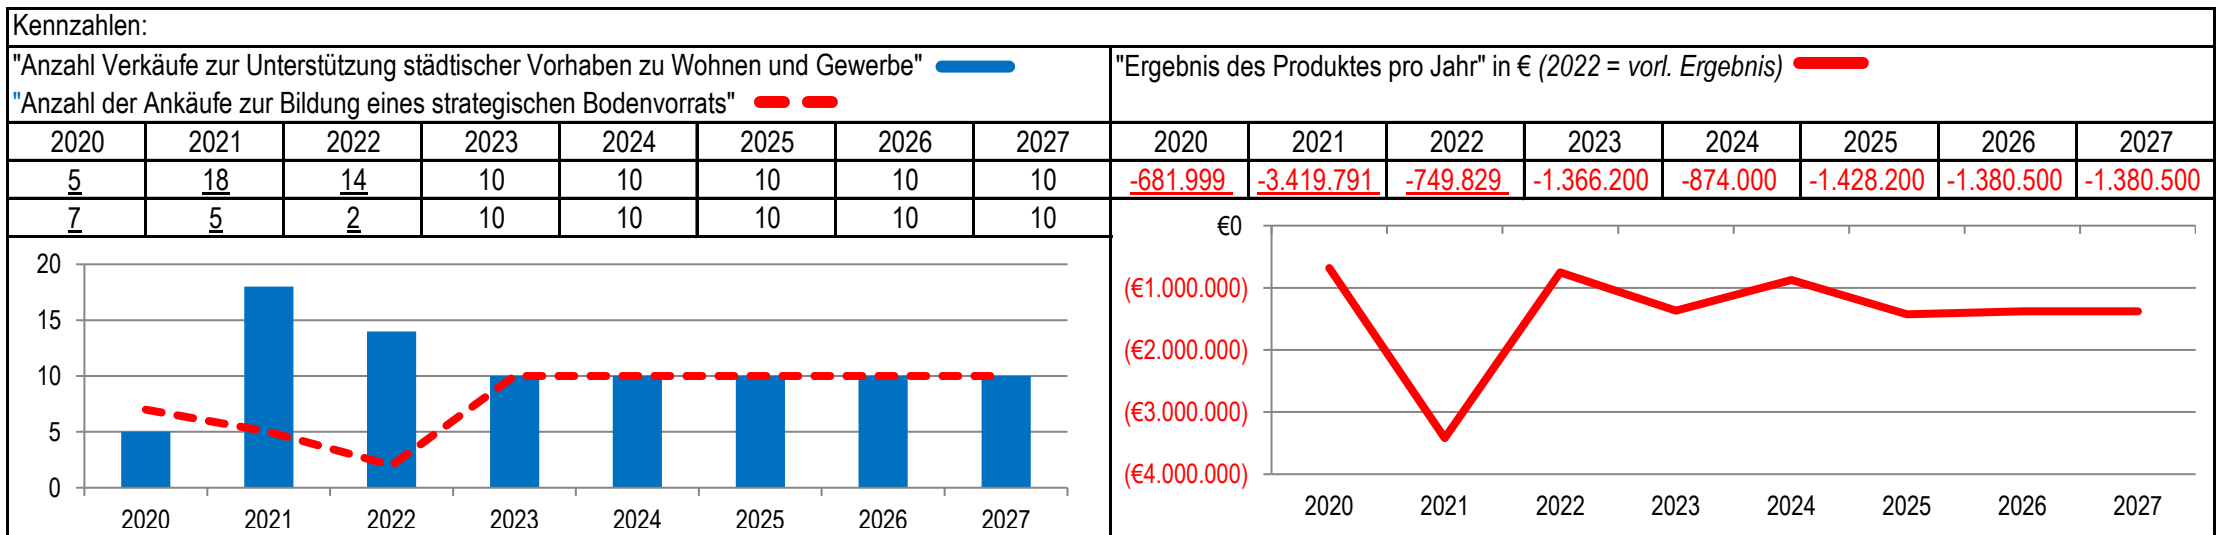 Kennzahlen:
"Anzahl Verkäufe zur Unterstützung städtischer Vorhaben zu Wohnen und Gewerbe"
"Anzahl der Ankäufe zur Bildung eines strategischen Bodenvorrats"
2020 2021 2022 2023 2024 2025 2026 2027
5 18 14 10 10 10 10 10
7 5 2 10 10 10 10 10
20
15
10
5
0
2020 2021 2022 2023 2024 2025 2026 2027
"Ergebnis des Produktes pro Jahr" in € (2022 = vorl. Ergebnis)
2020 2021 2022 2023 2024 2025 2026 2027
-681.999 -3.419.791 -749.829 -1.366.200 -874.000 -1.428.200 -1.380.500 -1.380.500
€0
(€1.000.000)
(€2.000.000)
(€3.000.000)
(€4.000.000)
2020 2021 2022 2023 2024 2025 2026 2027